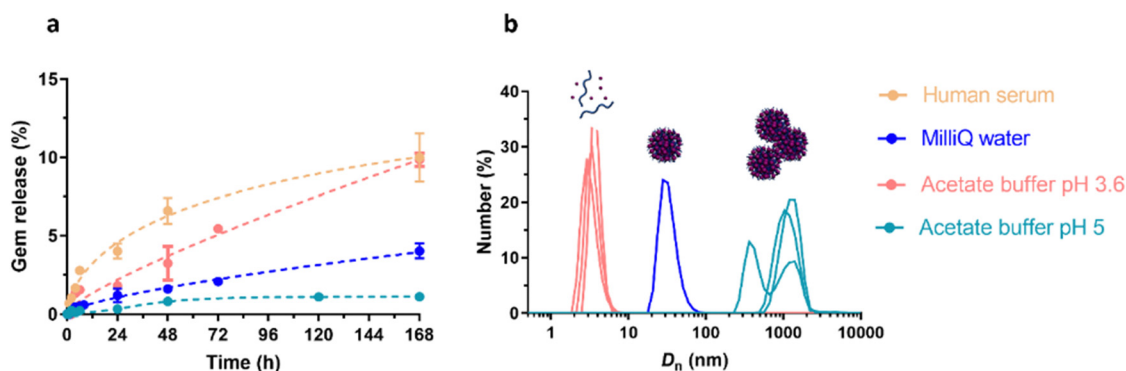 a
15
10
5
0
Gem release (%)
0 24 48 72 96 120 144 168
Time (h)
b
40
30
20
10
0
Number (%)
1 10 100 1000 10000
Dn (nm)
Human serum
MilliQ water
Acetate buffer pH 3.6
Acetate buffer pH 5